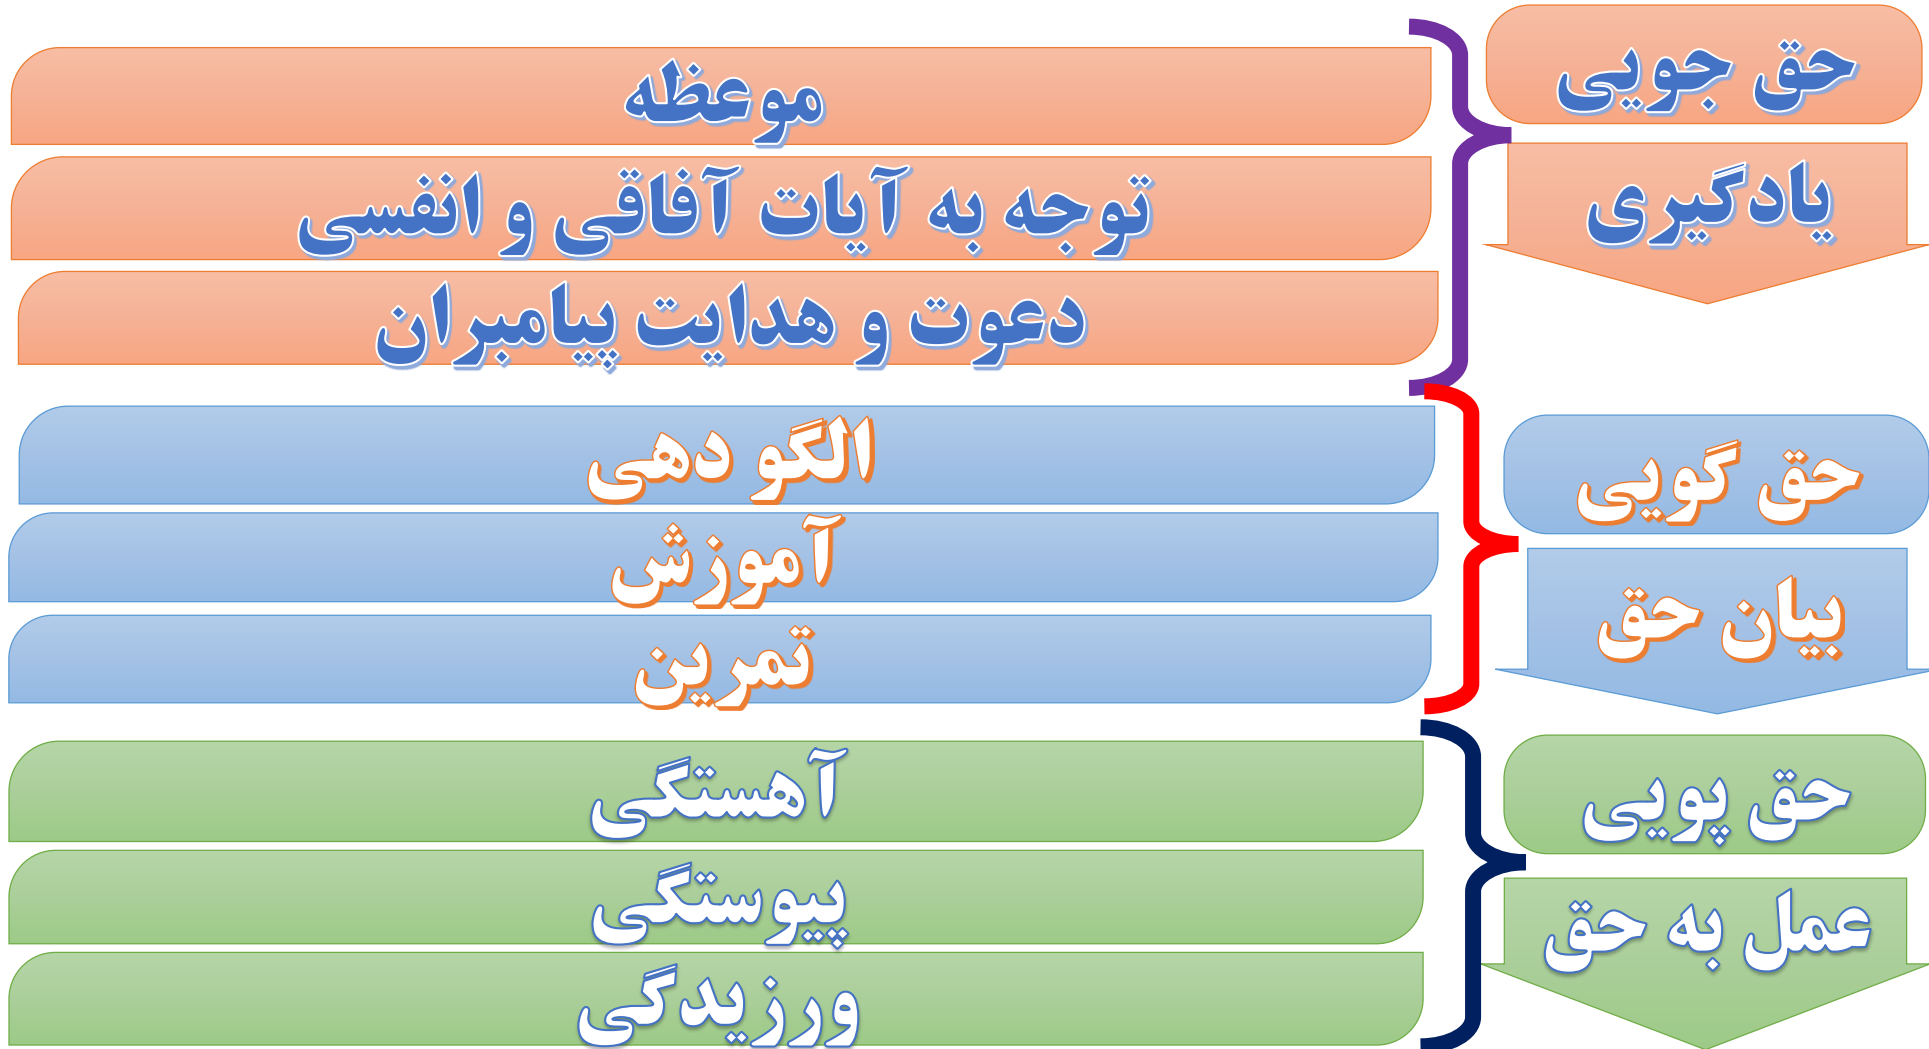 حق جویی
یادگیری
موعظه
توجه به آیات آفاقی و انفسی
دعوت و هدایت پیامبران
حق گویی
بیان حق
الگو دهی
آموزش
تمرین
حق پویی
عمل به حق
آهستگی
پیوستگی
ورزیدگی